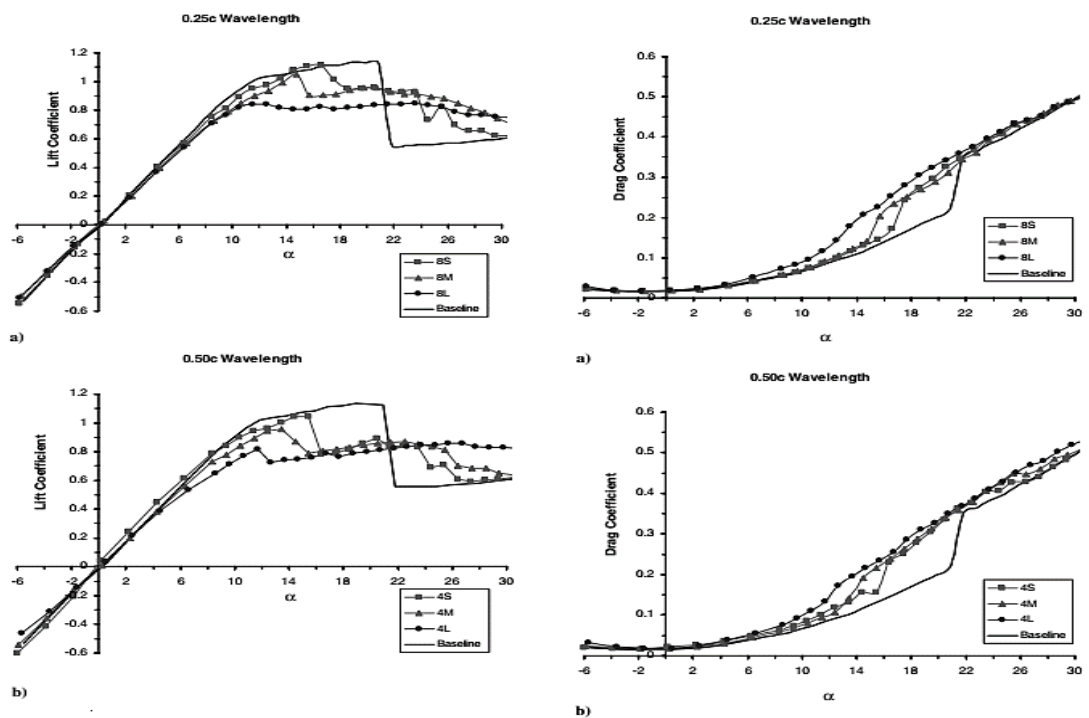 0.25c Wavelength
1.2
1
0.8
0.6
0.4
0.2
0
-0.2
-0.4
-0.6
Lift Coefficient
-6 -2 2 6 10 14 18 22 26 30
α
8S
8M
8L
Baseline
a)
0.25c Wavelength
0.6
0.5
0.4
0.3
0.2
0.1
0
Drag Coefficient
8S
8M
8L
Baseline
-6 -2 2 6 10 14 18 22 26 30
α
a)
0.50c Wavelength
1.2
1
0.8
0.6
0.4
0.2
0
-0.2
-0.4
-0.6
Lift Coefficient
-6 -2 2 6 10 14 18 22 26 30
α
4S
4M
4L
Baseline
b)
0.50c Wavelength
0.6
0.5
0.4
0.3
0.2
0.1
0
Drag Coefficient
4S
4M
4L
Baseline
-6 -2 2 6 10 14 18 22 26 30
α
b)